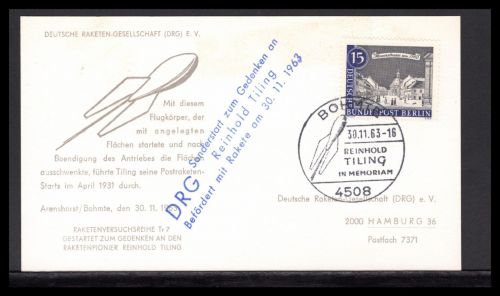 DEUTSCHE RAKETEN-GESELLSCHAFT (DRG) E. V.
Mit diesem
Flugkörper, der
mit angelegten
Flächen startete und nach
Beendigung des Antriebes die Flächen
ausschwenkte, führte Tiling seine Postraketen-
Starts im April 1931 durch.
Arenshorst/Bohmte, den 30. 11. 1963
RAKETENVERSUCHSREIHE Tr 7
GESTARTET ZUM GEDENKEN AN DEN
RAKETENPIONIER REINHOLD TILING
DRG Sonderstart zum Gedenken an
Reinhold Tiling
Befördert mit Rakete am 30. 11. 1963
15
DEUTSCHE
BUNDESPOST BERLIN
BOHMTE
30.11.63-16
REINHOLD
TILING
IN MEMORIAM
4508
Deutsche Raketen-Gesellschaft (DRG) e. V.
2000 HAMBURG 36
Postfach 7371